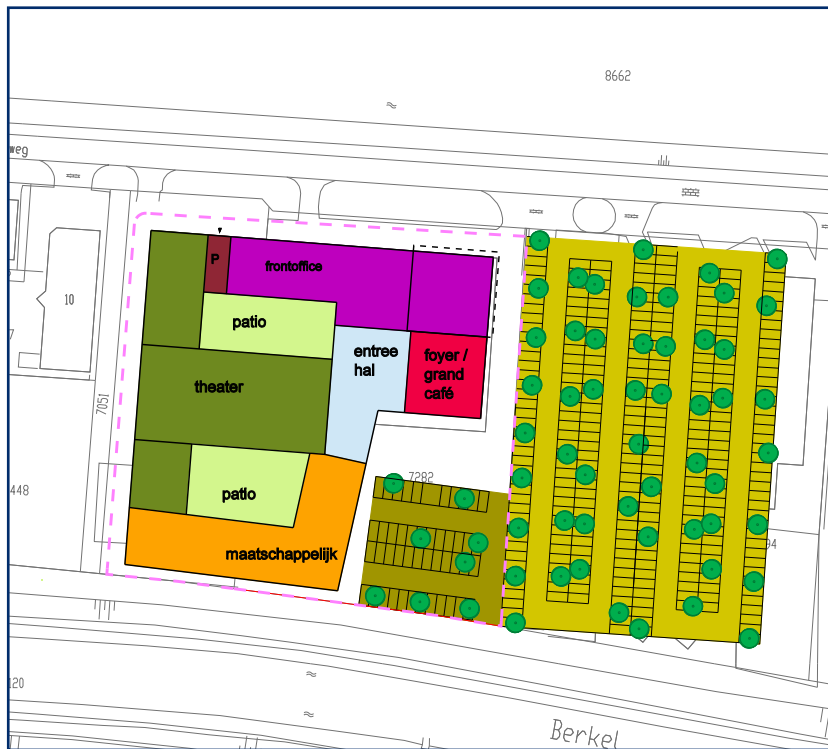 8662
weg
P
frontoffice
10
patio
entree
hal
foyer /
grand
café
theater
7051
7282
448
patio
maatschappelijk
94
120
Berkel